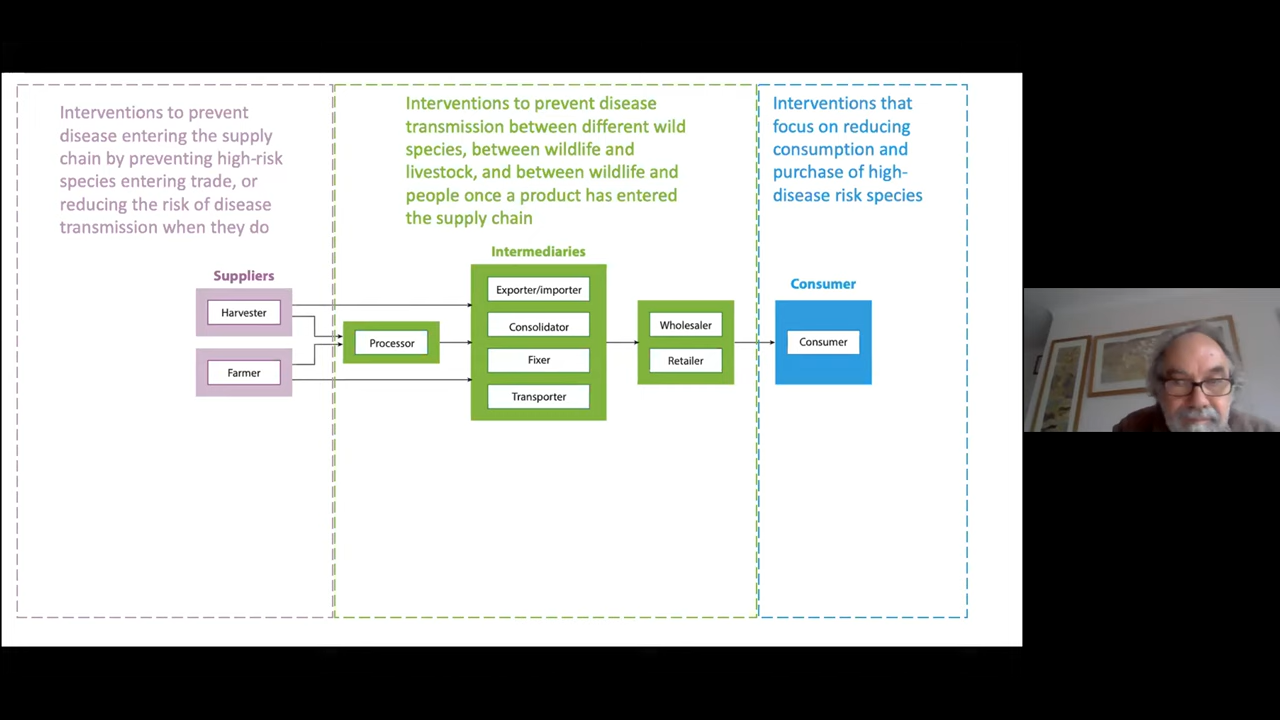 Interventions to prevent
disease entering the supply
chain by preventing high-risk
species entering trade, or
reducing the risk of disease
transmission when they do
Interventions to prevent disease
transmission between different wild
species, between wildlife and
livestock, and between wildlife and
people once a product has entered
the supply chain
Interventions that
focus on reducing
consumption and
purchase of high-
disease risk species
Suppliers
Harvester
Farmer
Processor
Intermediaries
Exporter/importer
Consolidator
Fixer
Transporter
Wholesaler
Retailer
Consumer
Consumer